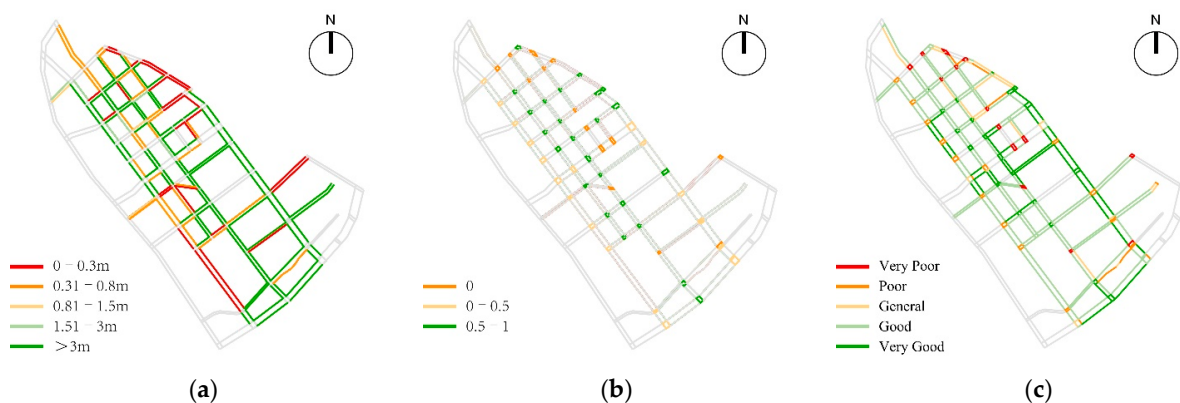 N
0－0.3m
0.31－0.8m
0.81－1.5m
1.51－3m
＞3m
(a)
N
0
0－0.5
0.5－1
(b)
N
Very Poor
Poor
General
Good
Very Good
(c)